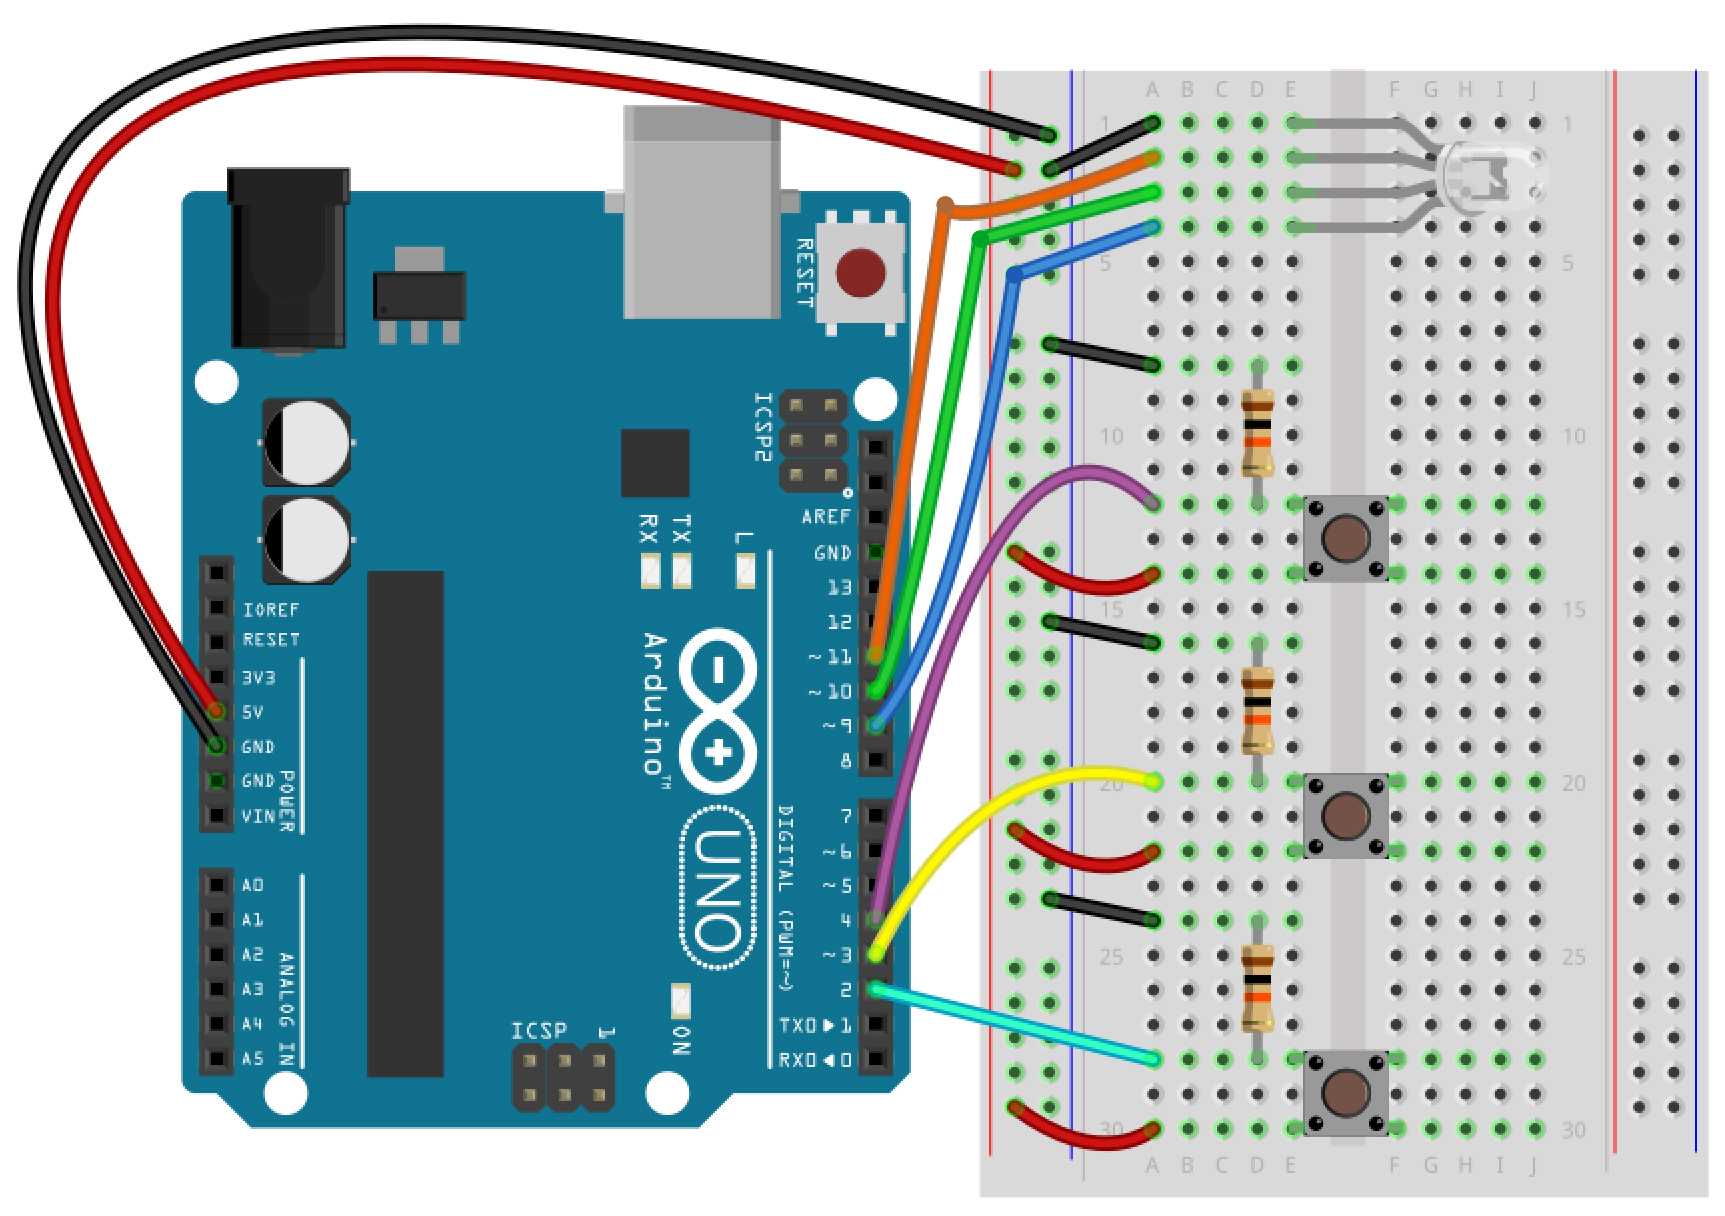 A B C D E F G H I J
1 1
5 5
10 10
15 15
20 20
25 25
30 30
A B C D E F G H I J
RESET
ICSP2
AREF
GND
13
12
~11
~10
~9
8
7
~6
~5
4
~3
2
TX0▶1
RX0◀0
DIGITAL (PWM=~)
RX
TX
L
Arduino™
UNO
ON
ICSP
1
IOREF
RESET
3V3
5V
GND
GND
VIN
POWER
A0
A1
A2
A3
A4
A5
ANALOG IN